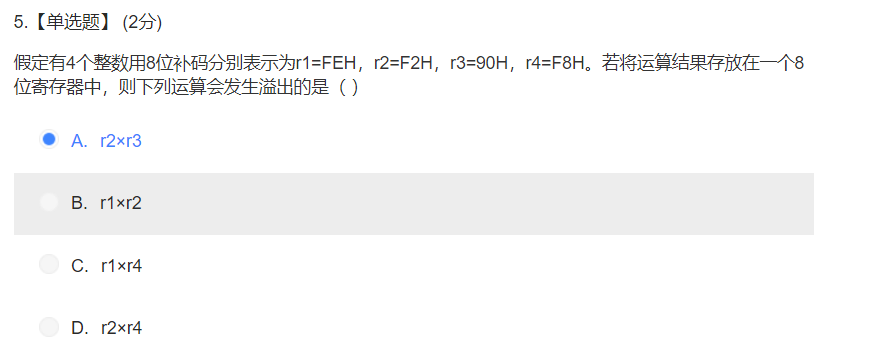 5.【单选题】 (2分)
假定有4个整数用8位补码分别表示为r1=FEH，r2=F2H，r3=90H，r4=F8H。若将运算结果存放在一个8
位寄存器中，则下列运算会发生溢出的是（ ）
A. r2×r3
B. r1×r2
C. r1×r4
D. r2×r4